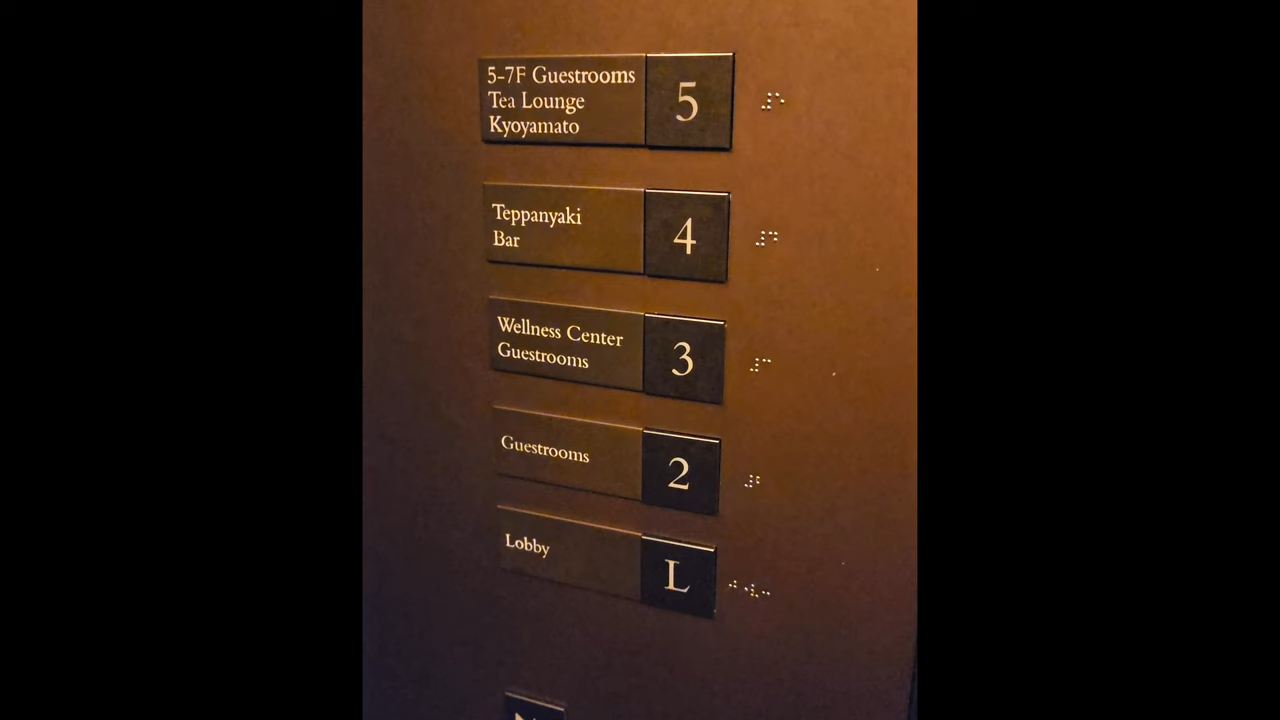 5-7F Guestrooms
Tea Lounge
Kyoyamato
5
Teppanyaki
Bar
4
Wellness Center
Guestrooms
3
Guestrooms
2
Lobby
L